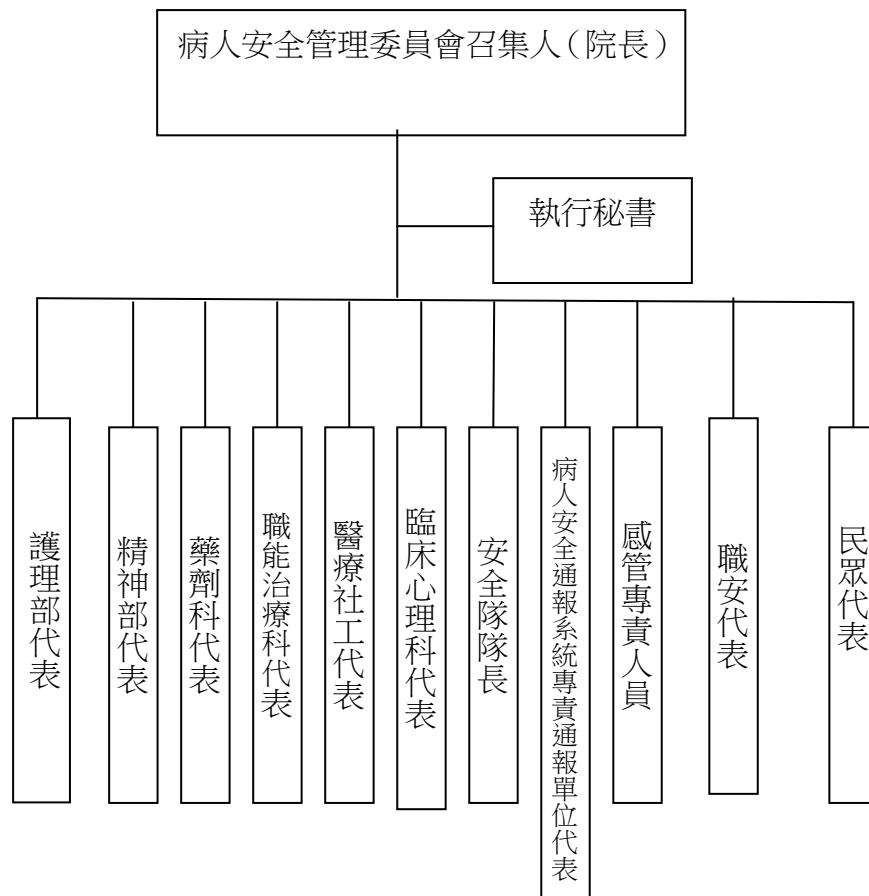 病人安全管理委員會召集人(院長)
執行秘書
護理部代表
精神部代表
藥劑科代表
職能治療科代表
醫療社工代表
臨床心理科代表
安全隊隊長
病人安全通報系統專責通報單位代表
感管專責人員
職安代表
民眾代表